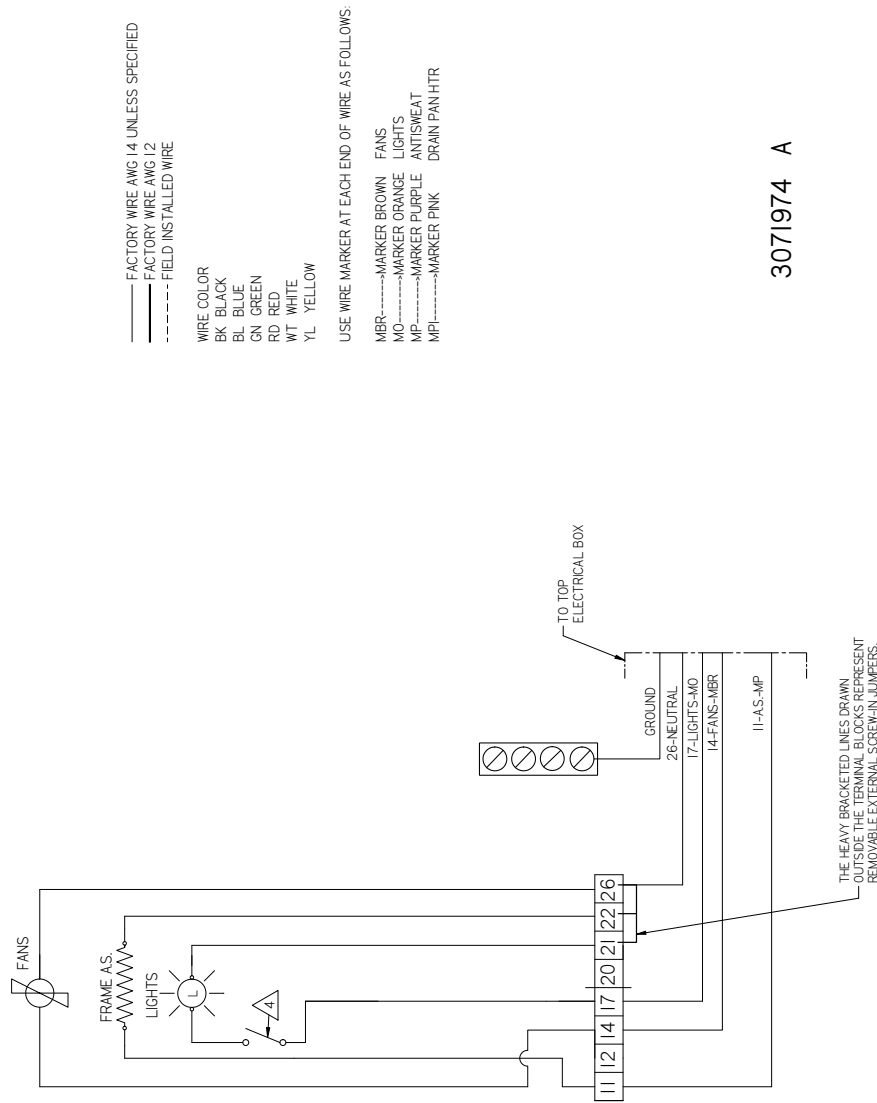 FACTORY WIRE AWG 14 UNLESS SPECIFIED
FACTORY WIRE AWG 12
FIELD INSTALLED WIRE
WIRE COLOR
BK BLACK
BL BLUE
GN GREEN
RD RED
WT WHITE
YL YELLOW
USE WIRE MARKER AT EACH END OF WIRE AS FOLLOWS:
MBR------>MARKER BROWN FANS
MO------->MARKER ORANGE LIGHTS
MP------->MARKER PURPLE ANTISWEAT
MPI------>MARKER PINK DRAIN PAN HTR
3071974 A
FANS
FRAME A.S.
LIGHTS
L
4
11 12 14 17 20 21 22 26
TO TOP
ELECTRICAL BOX
GROUND
26-NEUTRAL
17-LIGHTS-MO
14-FANS-MBR
11-A.S.-MP
THE HEAVY BRACKETED LINES DRAWN
OUTSIDE THE TERMINAL BLOCKS REPRESENT
REMOVABLE EXTERNAL SCREW-IN JUMPERS.